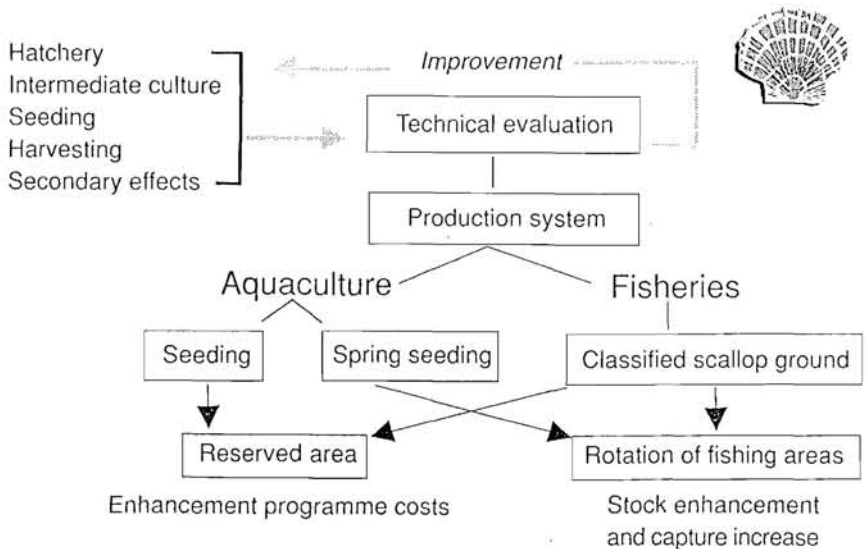 Hatchery
Intermediate culture
Seeding
Harvesting
Secondary effects
Improvement
Technical evaluation
Production system
Aquaculture
Fisheries
Seeding
Spring seeding
Classified scallop ground
Reserved area
Rotation of fishing areas
Enhancement programme costs
Stock enhancement
and capture increase